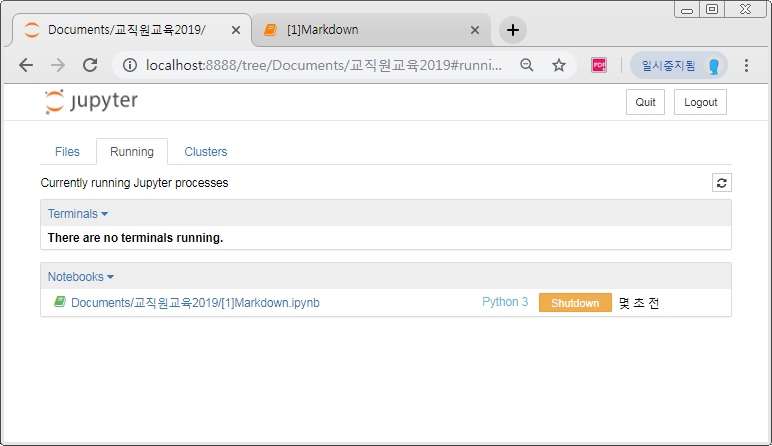 Documents/교직원교육2019/
[1]Markdown
localhost:8888/tree/Documents/교직원교육2019#runni...
PDF
일시중지됨
jupyter
Quit
Logout
Files
Running
Clusters
Currently running Jupyter processes
Terminals
There are no terminals running.
Notebooks
Documents/교직원교육2019/[1]Markdown.ipynb
Python 3
Shutdown
몇 초 전